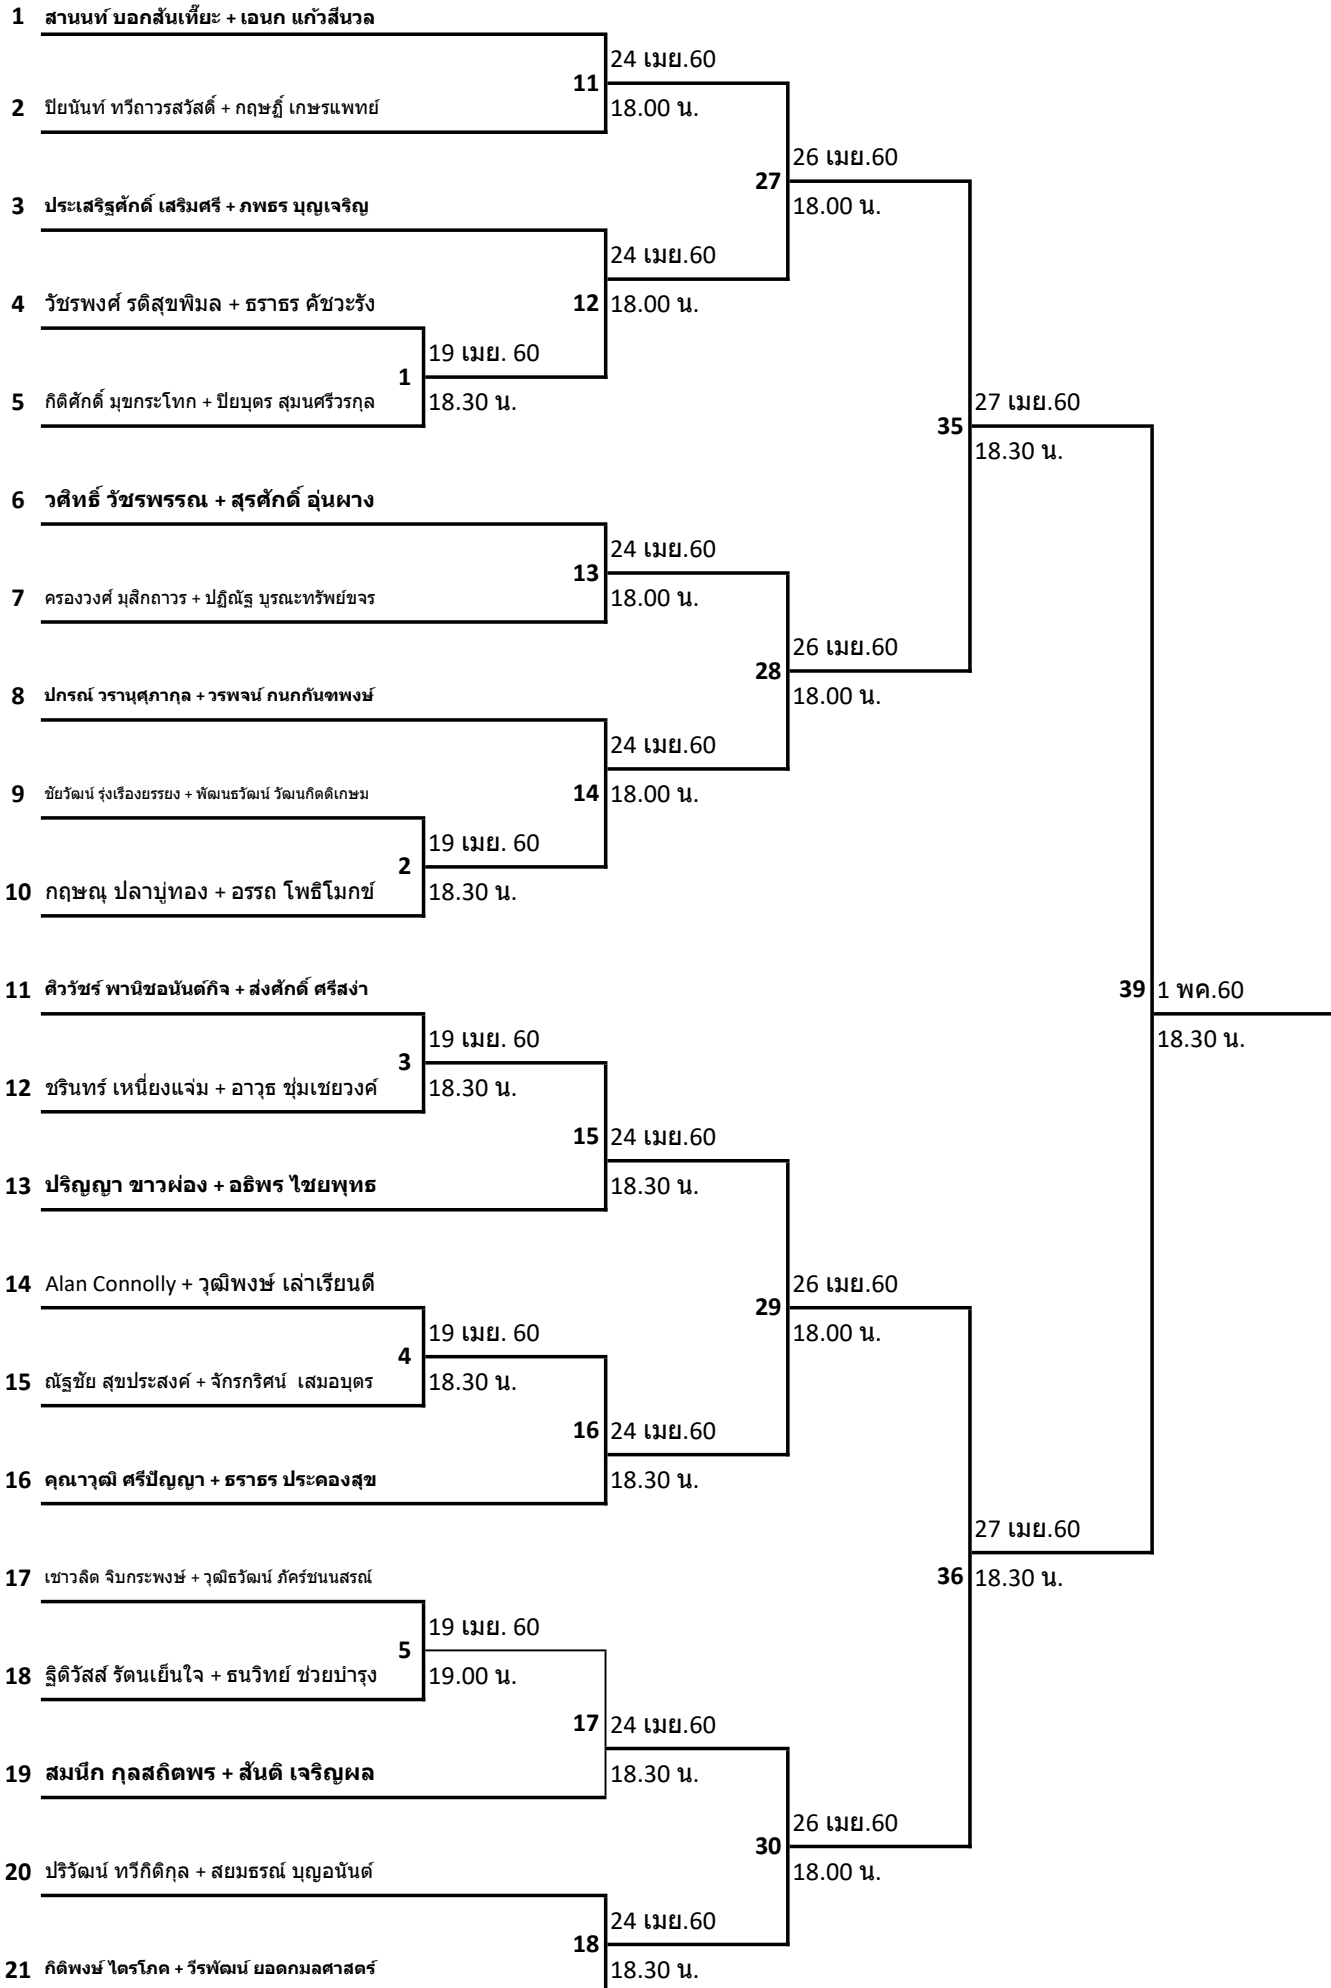 1 สานนท์ บอกสันเที๊ยะ + เอนก แก้วสีนวล
24 เมย.60
11
2 ปิยนันท์ ทวีถาวรสวัสดิ์ + กฤษฎิ์ เกษรแพทย์
18.00 น.
26 เมย.60
27
3 ประเสริฐศักดิ์ เสริมศรี + ภพธร บุญเจริญ
18.00 น.
24 เมย.60
4 วัชรพงศ์ รติสุขพิมล + ธราธร คัชวะรัง
12 18.00 น.
19 เมย. 60
1
5 กิติศักดิ์ มุขกระโทก + ปิยบุตร สุมนศรีวรกุล
18.30 น.
27 เมย.60
35
18.30 น.
6 วศิทธิ์ วัชรพรรณ + สุรศักดิ์ อุ่นผาง
24 เมย.60
13
7 ครองวงศ์ มุสิกถาวร + ปฏิณัฐ บูรณะทรัพย์ขจร
18.00 น.
26 เมย.60
28
8 ปกรณ์ วรานุศุภากุล + วรพจน์ กนกกันฑพงษ์
18.00 น.
24 เมย.60
9 ชัยวัฒน์ รุ่งเรืองยรรยง + พัฒนธวัฒน์ วัฒนกิตติเกษม
14 18.00 น.
19 เมย. 60
2
10 กฤษณุ ปลาบู่ทอง + อรรถ โพธิโมกข์
18.30 น.
11 ศิววัชร์ พานิชอนันต์กิจ + ส่งศักดิ์ ศรีสง่า
39 1 พค.60
19 เมย. 60
18.30 น.
3
12 ชรินทร์ เหนี่ยงแจ่ม + อาวุธ ชุ่มเชยวงค์
18.30 น.
15 24 เมย.60
13 ปริญญา ขาวผ่อง + อธิพร ไชยพุทธ
18.30 น.
14 Alan Connolly + วุฒิพงษ์ เล่าเรียนดี
26 เมย.60
29
19 เมย. 60
18.00 น.
4
15 ณัฐชัย สุขประสงค์ + จักรกริศน์ เสมอบุตร
18.30 น.
16 24 เมย.60
16 คุณาวุฒิ ศรีปัญญา + ธราธร ประคองสุข
18.30 น.
27 เมย.60
17 เชาวลิต จิบกระพงษ์ + วุฒิธวัฒน์ ภัคร์ชนนสรณ์
36 18.30 น.
19 เมย. 60
5
18 ฐิติวัสส์ รัตนเย็นใจ + ธนวิทย์ ช่วยบำรุง
19.00 น.
17 24 เมย.60
19 สมนึก กุลสถิตพร + สันติ เจริญผล
18.30 น.
26 เมย.60
30
20 ปริวัฒน์ ทวีกิติกุล + สยมธรณ์ บุญอนันต์
18.00 น.
24 เมย.60
18
21 กิติพงษ์ ไตรโภค + วีรพัฒน์ ยอดกมลศาสตร์
18.30 น.